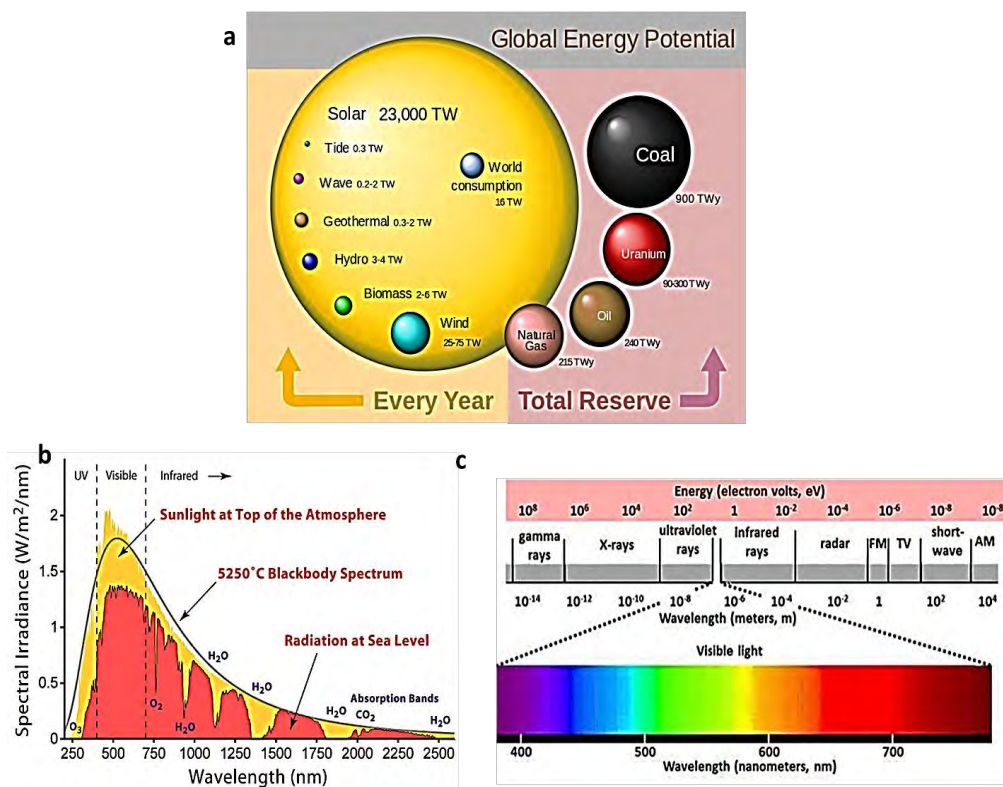 a
Global Energy Potential
Solar 23,000 TW
Tide 0.3 TW
Wave 0.2-2 TW
Geothermal 0.3-2 TW
Hydro 3-4 TW
Biomass 2-6 TW
Wind
25-75 TW
World
consumption
16 TW
Coal
900 TWy
Uranium
90-300 TWy
Oil
240 TWy
Natural
Gas
215 TWy
Every Year
Total Reserve
b
UV Visible Infrared →
Sunlight at Top of the Atmosphere
5250°C Blackbody Spectrum
Radiation at Sea Level
H₂O
H₂O
Absorption Bands
H₂O CO₂ H₂O
O₃
O₂
H₂O
Spectral Irradiance (W/m²/nm)
2
1.5
1
0.5
0
250 500 750 1000 1250 1500 1750 2000 2250 2500
Wavelength (nm)
c
Energy (electron volts, eV)
10⁸ 10⁶ 10⁴ 10² 1 10⁻² 10⁻⁴ 10⁻⁶ 10⁻⁸ 10⁻⁸
gamma
rays
X-rays
ultraviolet
rays
infrared
rays
radar
FM
TV
short-
wave
AM
10⁻¹⁴ 10⁻¹² 10⁻¹⁰ 10⁻⁸ 10⁻⁶ 10⁻⁴ 10⁻² 1 10² 10⁴
Wavelength (meters, m)
Visible light
400 500 600 700
Wavelength (nanometers, nm)